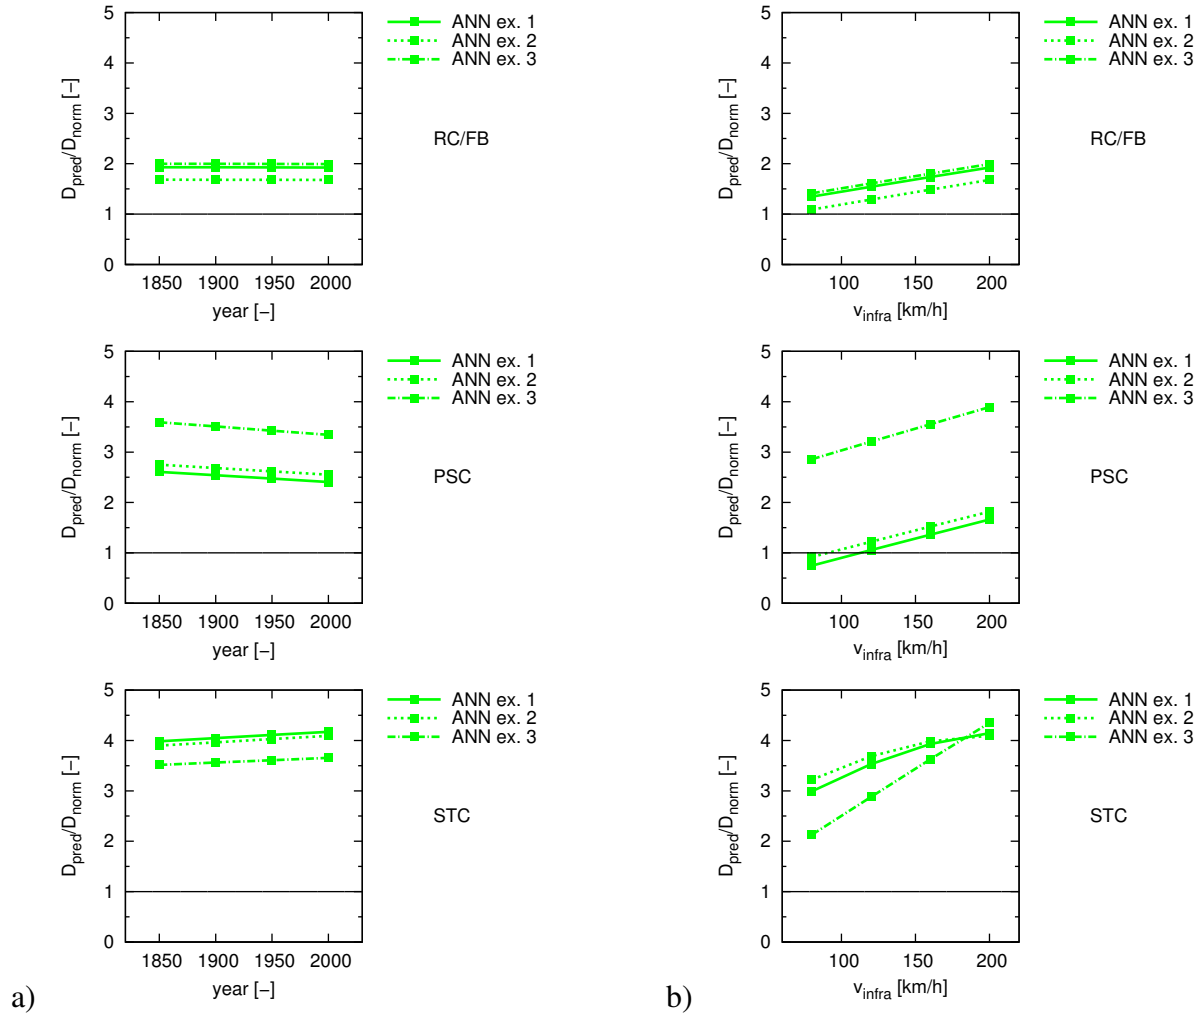 5
4
3
2
1
0
D_pred/D_norm [−]
1850 1900 1950 2000
year [−]
ANN ex. 1
ANN ex. 2
ANN ex. 3
RC/FB
5
4
3
2
1
0
D_pred/D_norm [−]
100 150 200
v_infra [km/h]
ANN ex. 1
ANN ex. 2
ANN ex. 3
RC/FB
5
4
3
2
1
0
D_pred/D_norm [−]
1850 1900 1950 2000
year [−]
ANN ex. 1
ANN ex. 2
ANN ex. 3
PSC
5
4
3
2
1
0
D_pred/D_norm [−]
100 150 200
v_infra [km/h]
ANN ex. 1
ANN ex. 2
ANN ex. 3
PSC
5
4
3
2
1
0
D_pred/D_norm [−]
1850 1900 1950 2000
year [−]
ANN ex. 1
ANN ex. 2
ANN ex. 3
STC
5
4
3
2
1
0
D_pred/D_norm [−]
100 150 200
v_infra [km/h]
ANN ex. 1
ANN ex. 2
ANN ex. 3
STC
a)
b)